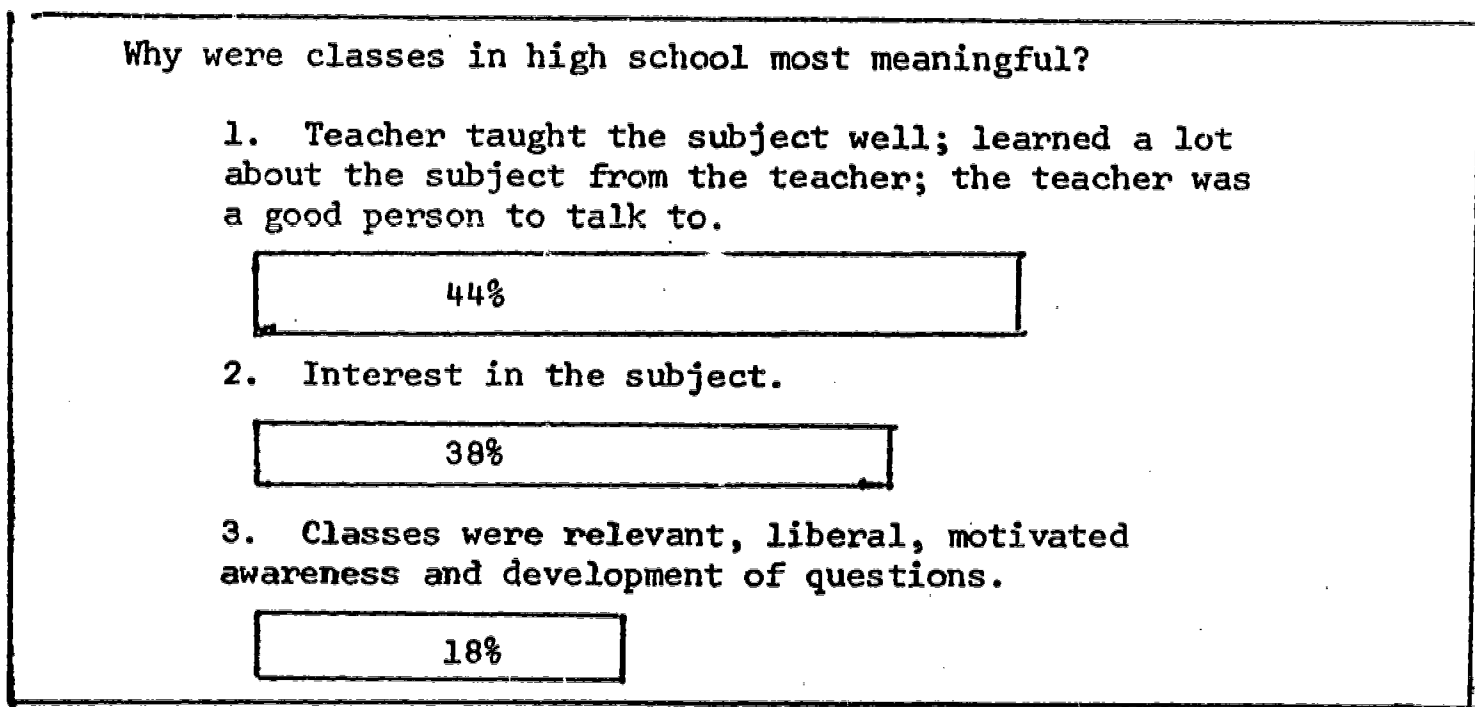 Why were classes in high school most meaningful?
1. Teacher taught the subject well; learned a lot
about the subject from the teacher; the teacher was
a good person to talk to.
44%
2. Interest in the subject.
38%
3. Classes were relevant, liberal, motivated
awareness and development of questions.
18%